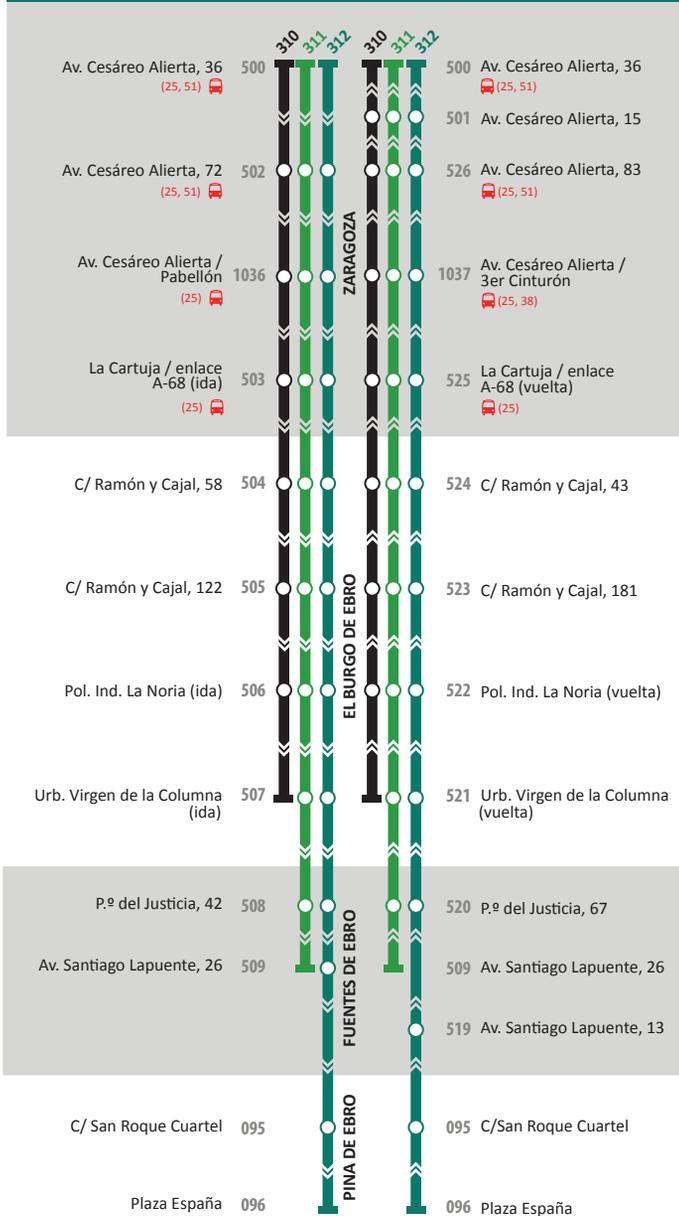 310 311 312
310 311 312
Av. Cesáreo Alierta, 36 500
(25, 51)
500 Av. Cesáreo Alierta, 36
(25, 51)
501 Av. Cesáreo Alierta, 15
Av. Cesáreo Alierta, 72 502
(25, 51)
526 Av. Cesáreo Alierta, 83
(25, 51)
ZARAGOZA
Av. Cesáreo Alierta /
Pabellón 1036
(25)
1037 Av. Cesáreo Alierta /
3er Cinturón
(25, 38)
La Cartuja / enlace
A-68 (ida) 503
(25)
525 La Cartuja / enlace
A-68 (vuelta)
(25)
C/ Ramón y Cajal, 58 504
524 C/ Ramón y Cajal, 43
C/ Ramón y Cajal, 122 505
523 C/ Ramón y Cajal, 181
EL BURGO DE EBRO
Pol. Ind. La Noria (ida) 506
522 Pol. Ind. La Noria (vuelta)
Urb. Virgen de la Columna 507
(ida)
521 Urb. Virgen de la Columna
(vuelta)
P.º del Justicia, 42 508
520 P.º del Justicia, 67
FUENTES DE EBRO
Av. Santiago Lapuente, 26 509
509 Av. Santiago Lapuente, 26
519 Av. Santiago Lapuente, 13
C/ San Roque Cuartel 095
095 C/San Roque Cuartel
PINA DE EBRO
Plaza España 096
096 Plaza España